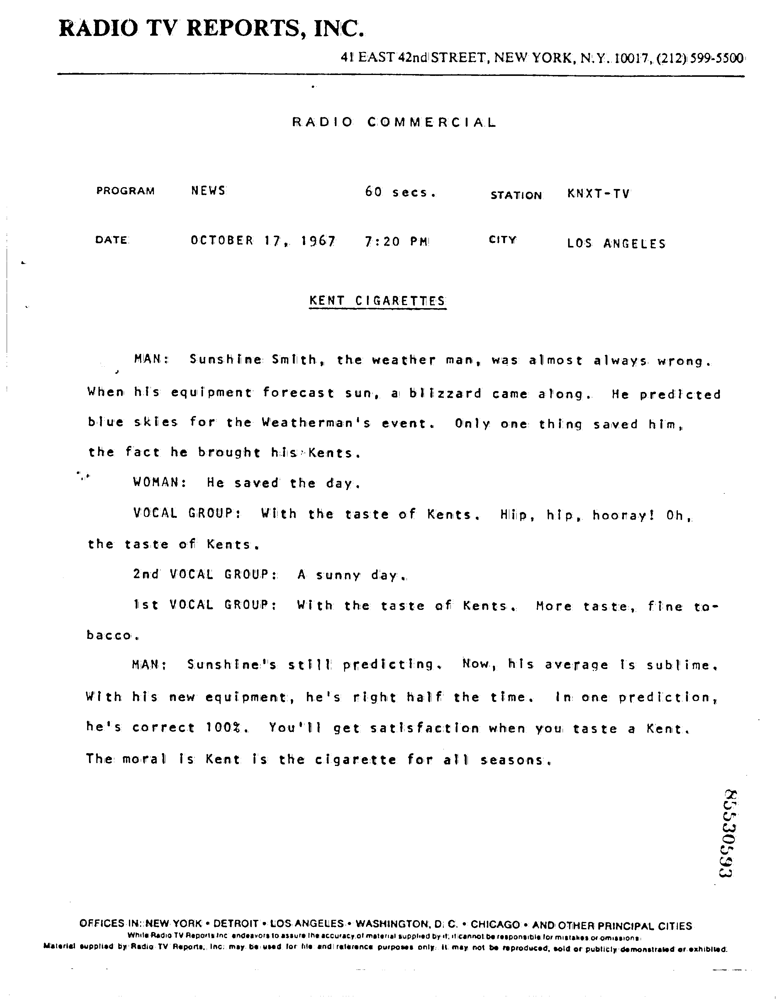 RADIO TV REPORTS, INC.
41 EAST 42nd STREET, NEW YORK, N.Y. 10017, (212) 599-5500
RADIO COMMERCIAL
PROGRAM NEWS 60 secs. STATION KNXT-TV
DATE OCTOBER 17, 1967 7:20 PM CITY LOS ANGELES
KENT CIGARETTES
MAN: Sunshine Smith, the weather man, was almost always wrong.
When his equipment forecast sun, a blizzard came along. He predicted
blue skies for the Weatherman's event. Only one thing saved him,
the fact he brought his Kents.
WOMAN: He saved the day.
VOCAL GROUP: With the taste of Kents. Hip, hip, hooray! Oh,
the taste of Kents.
2nd VOCAL GROUP: A sunny day.
1st VOCAL GROUP: With the taste of Kents. More taste, fine to-
bacco.
MAN: Sunshine's still predicting. Now, his average is sublime.
With his new equipment, he's right half the time. In one prediction,
he's correct 100%. You'll get satisfaction when you taste a Kent.
The moral is Kent is the cigarette for all seasons.
85530593
OFFICES IN: NEW YORK • DETROIT • LOS ANGELES • WASHINGTON, D. C. • CHICAGO • AND OTHER PRINCIPAL CITIES
While Radio TV Reports Inc. endeavors to assure the accuracy of material supplied by it, it cannot be responsible for mistakes or omissions.
Material supplied by Radio TV Reports, Inc. may be used for file and reference purposes only. It may not be reproduced, sold or publicly demonstrated or exhibited.